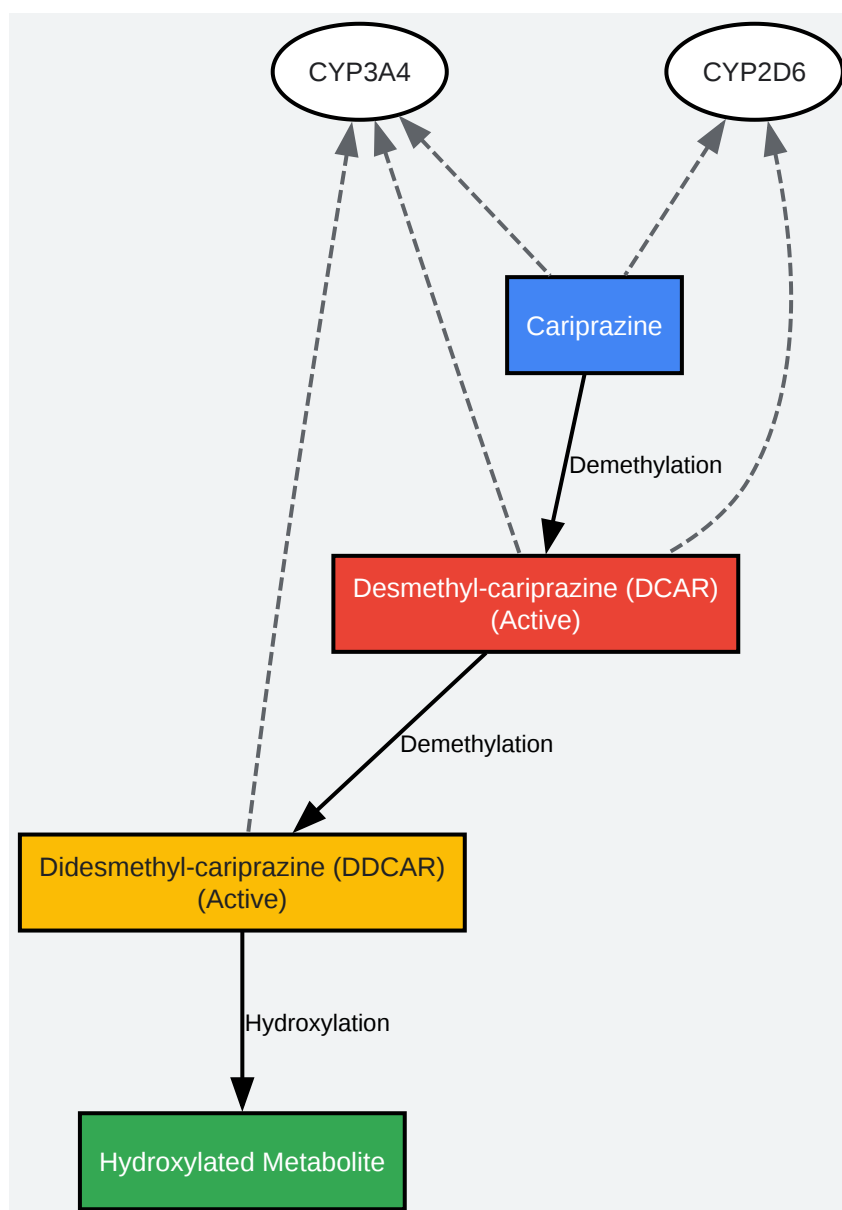 CYP3A4
CYP2D6
Cariprazine
Demethylation
Desmethyl-cariprazine (DCAR)
(Active)
Demethylation
Didesmethyl-cariprazine (DDCAR)
(Active)
Hydroxylation
Hydroxylated Metabolite